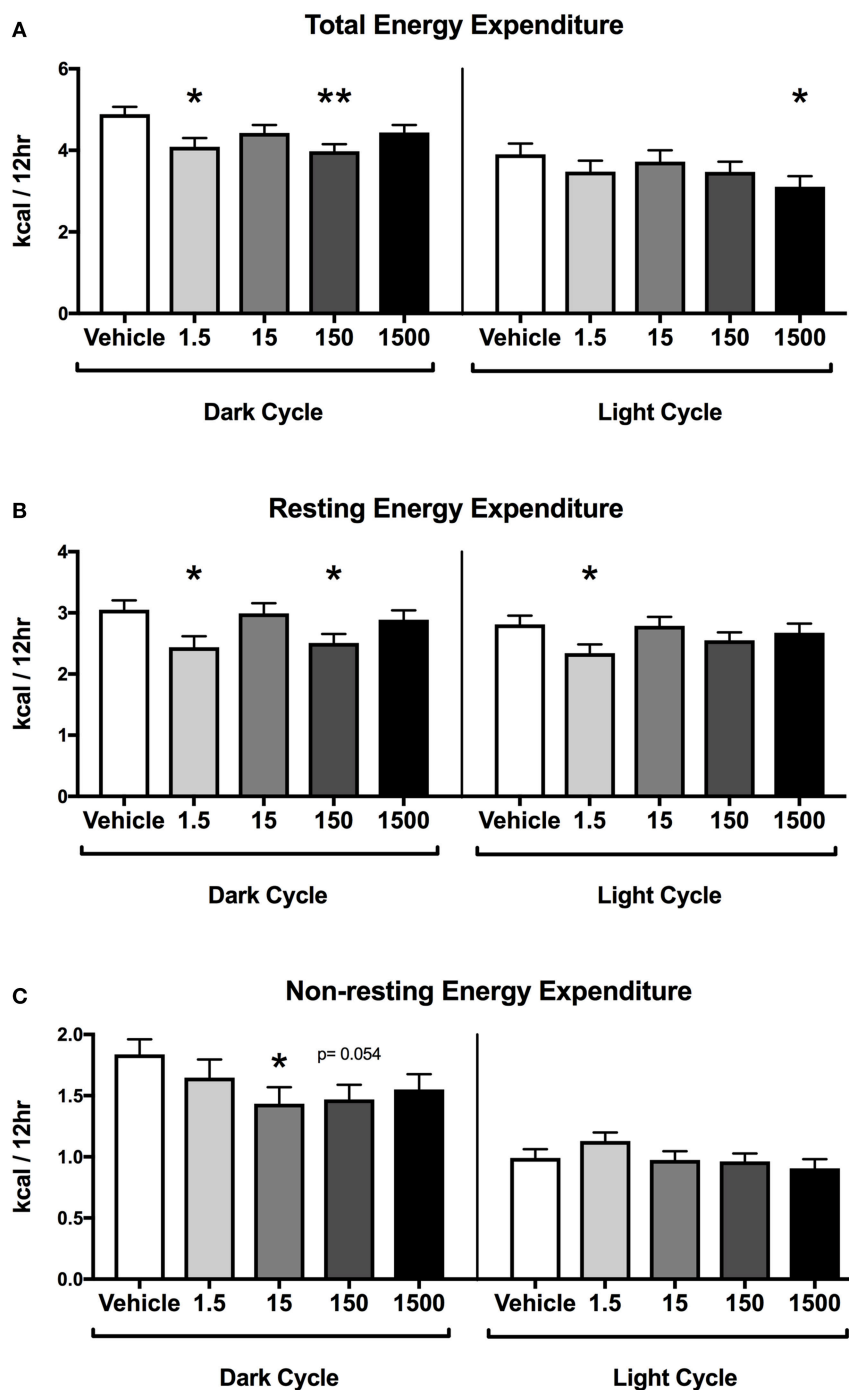 A
Total Energy Expenditure
6
* ** *
4
2
0
kcal / 12hr
Vehicle 1.5 15 150 1500 Vehicle 1.5 15 150 1500
Dark Cycle Light Cycle
B
Resting Energy Expenditure
4
* * *
3
2
1
0
kcal / 12hr
Vehicle 1.5 15 150 1500 Vehicle 1.5 15 150 1500
Dark Cycle Light Cycle
C
Non-resting Energy Expenditure
2.0
* p= 0.054
1.5
1.0
0.5
0.0
kcal / 12hr
Vehicle 1.5 15 150 1500 Vehicle 1.5 15 150 1500
Dark Cycle Light Cycle